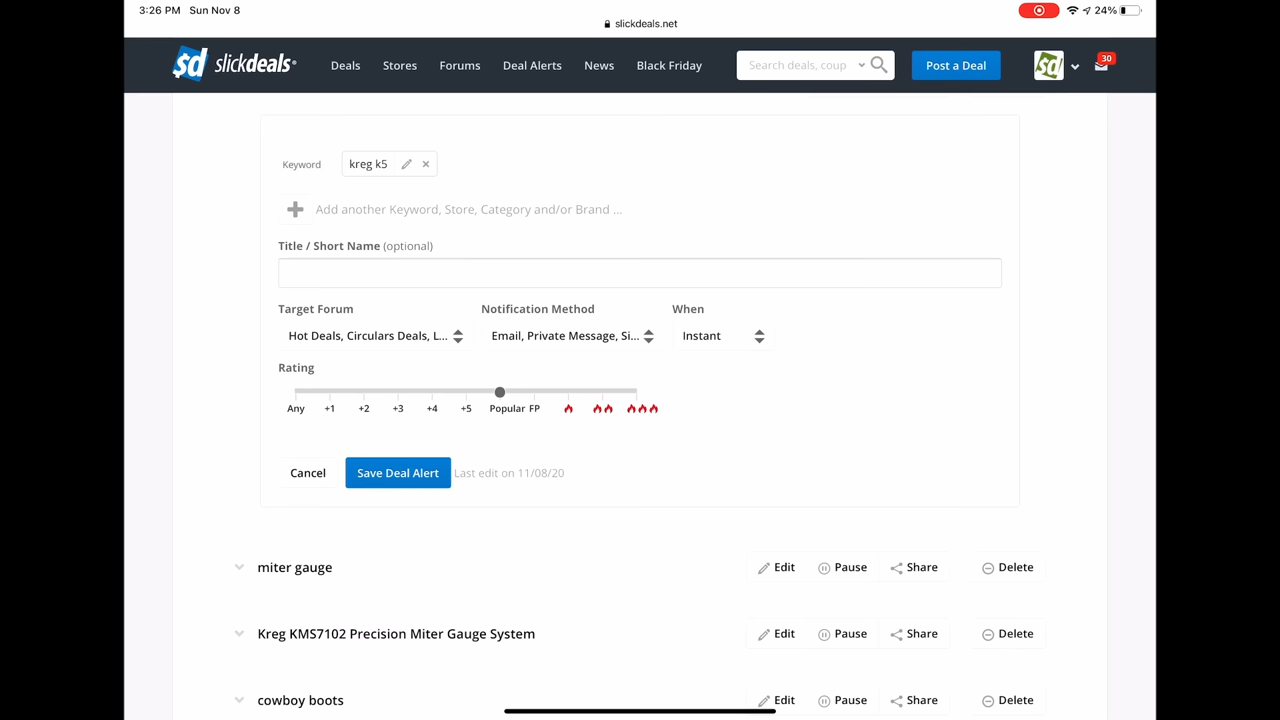 3:26 PM Sun Nov 8
24%
slickdeals.net
$d slickdeals®
Deals Stores Forums Deal Alerts News Black Friday
Search deals, coup
Post a Deal
sd
30
Keyword kreg k5
Add another Keyword, Store, Category and/or Brand ...
Title / Short Name (optional)
Target Forum Notification Method When
Hot Deals, Circulars Deals, L... Email, Private Message, Si... Instant
Rating
Any +1 +2 +3 +4 +5 Popular FP
Cancel Save Deal Alert Last edit on 11/08/20
miter gauge Edit Pause Share Delete
Kreg KMS7102 Precision Miter Gauge System Edit Pause Share Delete
cowboy boots Edit Pause Share Delete